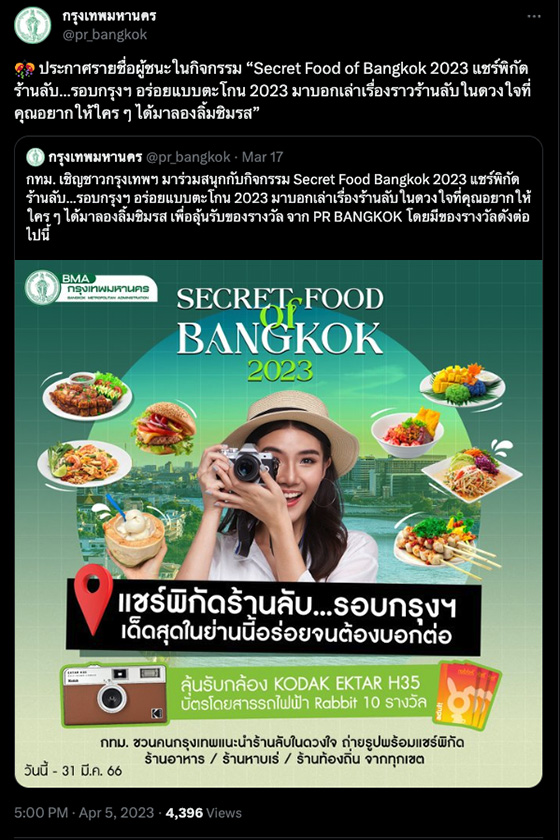 กรุงเทพมหานคร
@pr_bangkok
ประกาศรายชื่อผู้ชนะในกิจกรรม “Secret Food of Bangkok 2023 แชร์พิกัด
ร้านลับ...รอบกรุงฯ อร่อยแบบตะโกน 2023 มาบอกเล่าเรื่องราวร้านลับในดวงใจที่
คุณอยากให้ใคร ๆ ได้มาลองลิ้มชิมรส”
กรุงเทพมหานคร @pr_bangkok · Mar 17
กทม. เชิญชาวกรุงเทพฯ มาร่วมสนุกกับกิจกรรม Secret Food Bangkok 2023 แชร์พิกัด
ร้านลับ...รอบกรุงฯ อร่อยแบบตะโกน 2023 มาบอกเล่าเรื่องร้านลับในดวงใจที่คุณอยากให้
ใคร ๆ ได้มาลองลิ้มชิมรส เพื่อลุ้นรับของรางวัล จาก PR BANGKOK โดยมีของรางวัลดังต่อ
ไปนี้
BMA
กรุงเทพมหานคร
BANGKOK METROPOLITAN ADMINISTRATION
SECRET FOOD
of
BANGKOK
2023
แชร์พิกัดร้านลับ...รอบกรุงฯ
เด็ดสุดในย่านนี้อร่อยจนต้องบอกต่อ
ลุ้นรับกล้อง KODAK EKTAR H35
บัตรโดยสารรถไฟฟ้า Rabbit 10 รางวัล
กทม. ชวนคนกรุงเทพแนะนำร้านลับในดวงใจ ถ่ายรูปพร้อมแชร์พิกัด
ร้านอาหาร / ร้านหาบเร่ / ร้านท้องถิ่น จากทุกเขต
วันนี้ - 31 มี.ค. 66
5:00 PM · Apr 5, 2023 · 4,396 Views